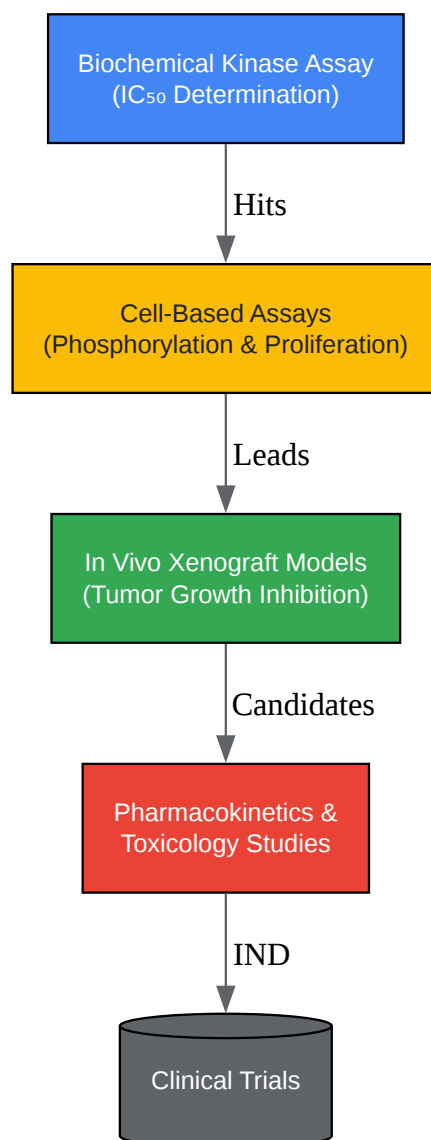 Biochemical Kinase Assay
(IC₅₀ Determination)
Hits
Cell-Based Assays
(Phosphorylation & Proliferation)
Leads
In Vivo Xenograft Models
(Tumor Growth Inhibition)
Candidates
Pharmacokinetics &
Toxicology Studies
IND
Clinical Trials